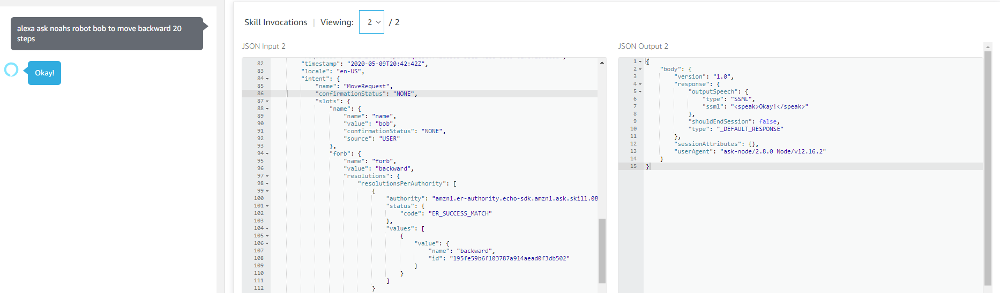 alexa ask noahs robot bob to move backward 20
steps
Okay!
Skill Invocations | Viewing: 2 / 2
JSON Input 2
82 "timestamp": "2020-05-09T20:42:42Z",
83 "locale": "en-US",
84 "intent": {
85 "name": "MoveRequest",
86 "confirmationStatus": "NONE",
87 "slots": {
88 "name": {
89 "name": "name",
90 "value": "bob",
91 "confirmationStatus": "NONE",
92 "source": "USER"
93 },
94 "forb": {
95 "name": "forb",
96 "value": "backward",
97 "resolutions": {
98 "resolutionsPerAuthority": [
99 {
100 "authority": "amzn1.er-authority.echo-sdk.amzn1.ask.skill.08
101 "status": {
102 "code": "ER_SUCCESS_MATCH"
103 },
104 "values": [
105 {
106 "value": {
107 "name": "backward",
108 "id": "195fe59b6f103787a914aead0f3db502"
109 }
110 }
111 ]
112 }
JSON Output 2
1 {
2 "body": {
3 "version": "1.0",
4 "response": {
5 "outputSpeech": {
6 "type": "SSML",
7 "ssml": "<speak>Okay!</speak>"
8 },
9 "shouldEndSession": false,
10 "type": "_DEFAULT_RESPONSE"
11 },
12 "sessionAttributes": {},
13 "userAgent": "ask-node/2.8.0 Node/v12.16.2"
14 }
15 }